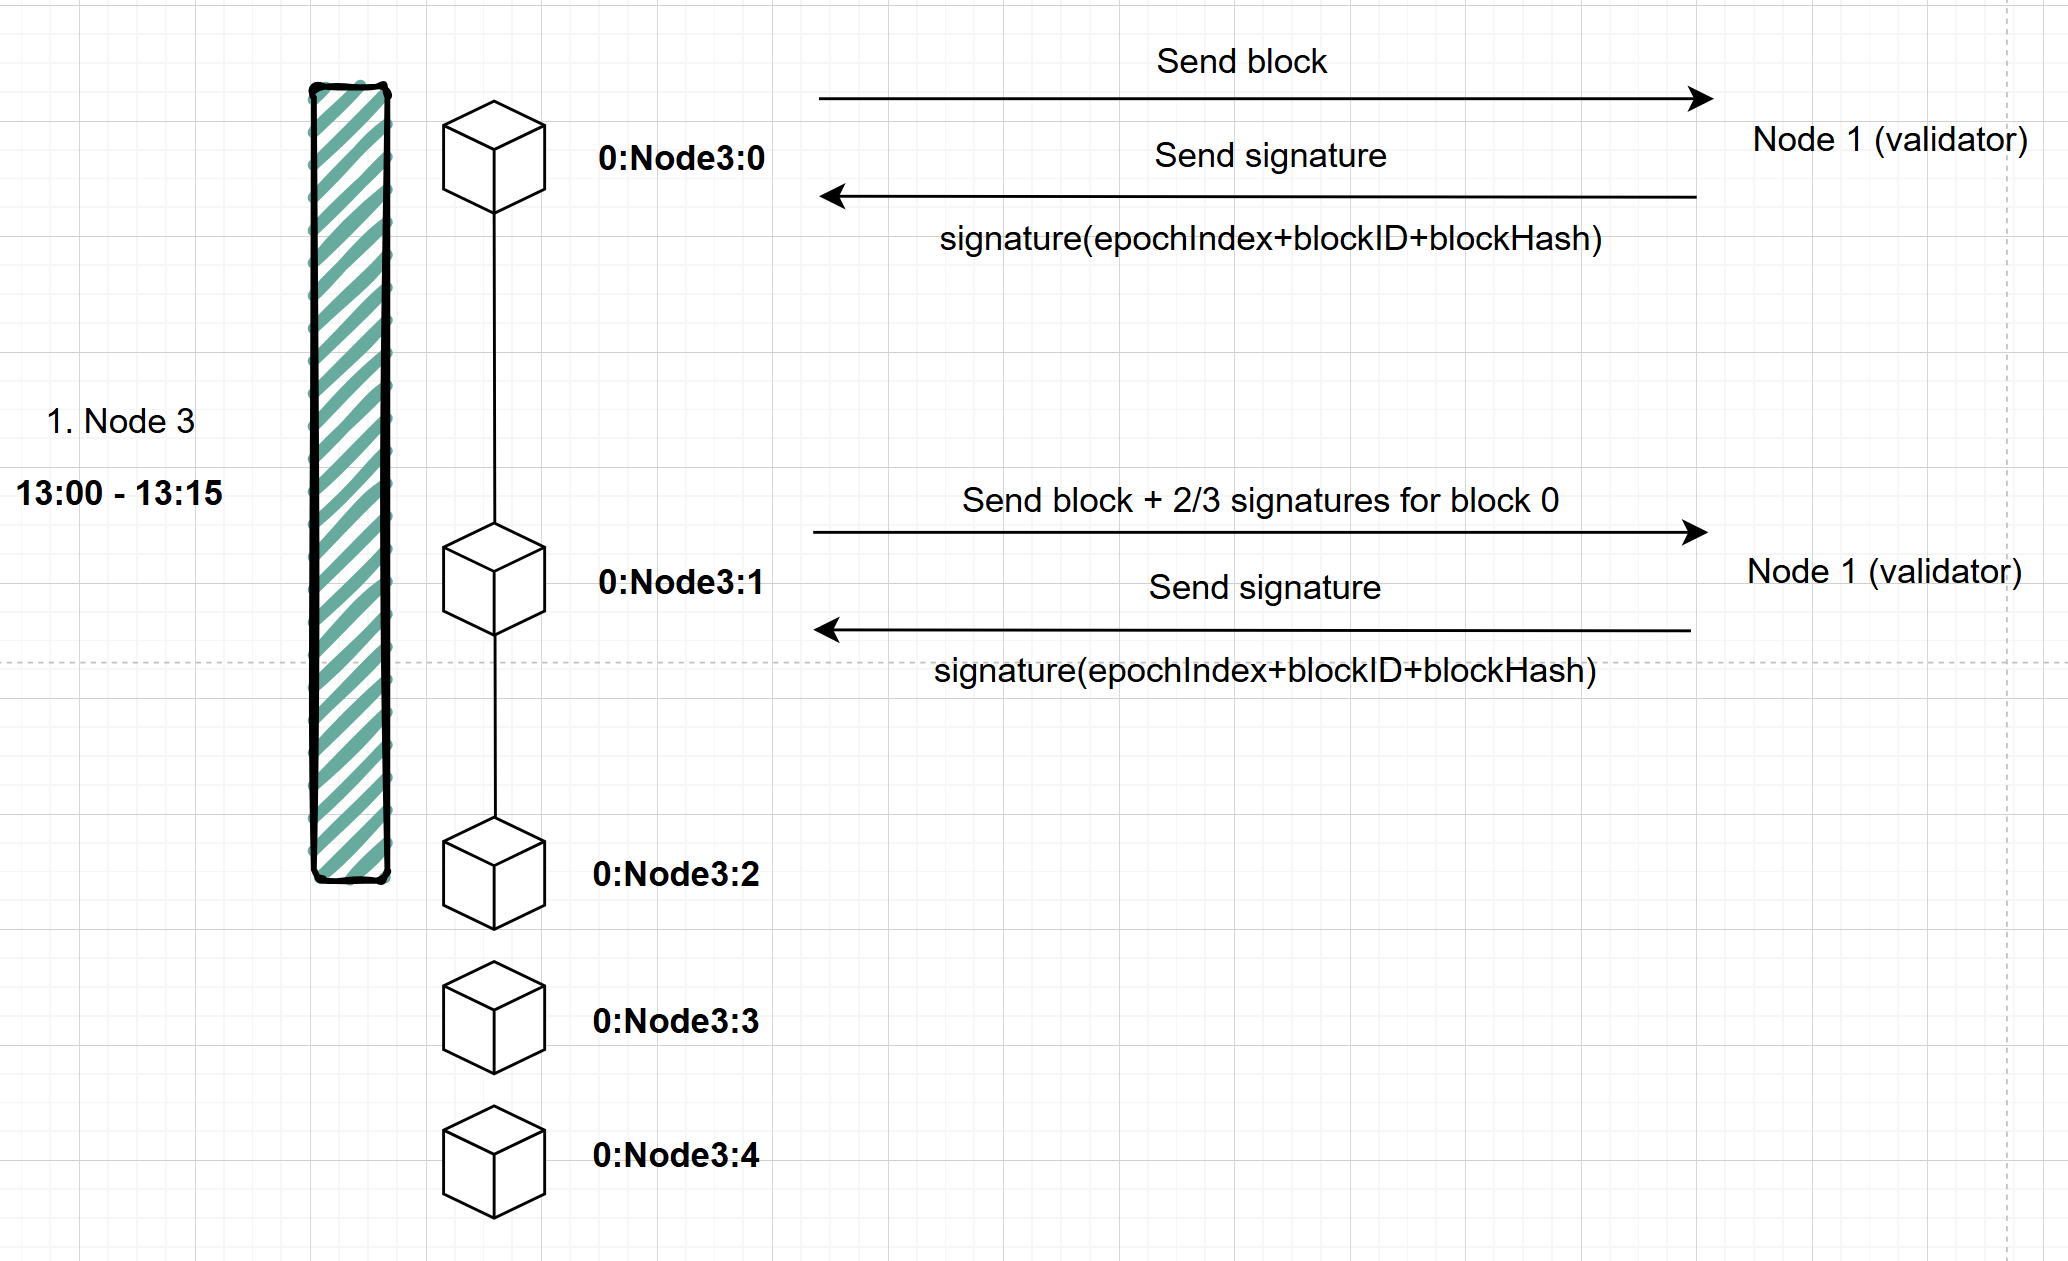 Send block
0:Node3:0
Node 1 (validator)
Send signature
signature(epochIndex+blockID+blockHash)
1. Node 3
13:00 - 13:15
Send block + 2/3 signatures for block 0
0:Node3:1
Node 1 (validator)
Send signature
signature(epochIndex+blockID+blockHash)
0:Node3:2
0:Node3:3
0:Node3:4